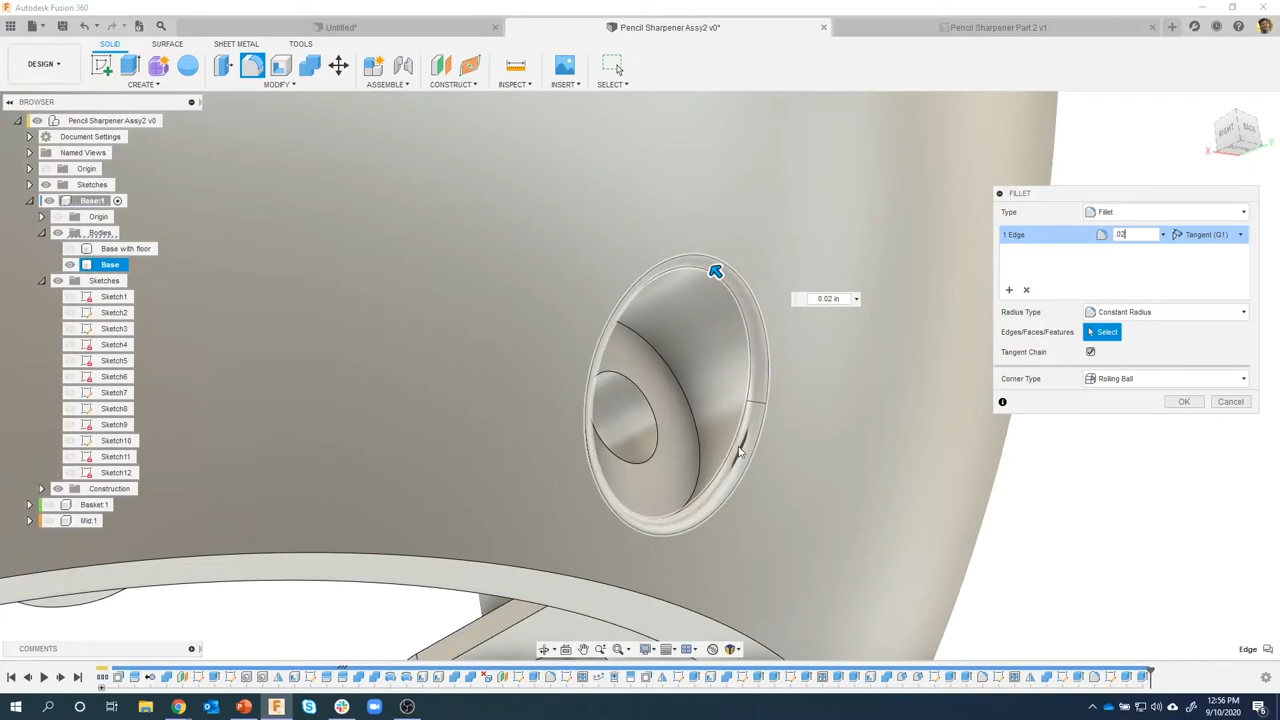 Autodesk Fusion 360
Untitled*
Pencil Sharpener Assy2 v0*
Pencil Sharpener Part 2 v1
SOLID
SURFACE
SHEET METAL
TOOLS
DESIGN
CREATE
MODIFY
ASSEMBLE
CONSTRUCT
INSPECT
INSERT
SELECT
BROWSER
Pencil Sharpener Assy2 v0
Document Settings
Named Views
Origin
Sketches
Base:1
Origin
Bodies
Base with floor
Base
Sketches
Sketch1
Sketch2
Sketch3
Sketch4
Sketch5
Sketch6
Sketch7
Sketch8
Sketch9
Sketch10
Sketch11
Sketch12
Construction
Basket:1
Mid:1
RIGHT
BACK
X
Y
FILLET
Type
Fillet
1 Edge
.02
Tangent (G1)
Radius Type
Constant Radius
Edges/Faces/Features
Select
Tangent Chain
Corner Type
Rolling Ball
OK
Cancel
0.02 in
COMMENTS
Edge
12:56 PM
9/10/2020